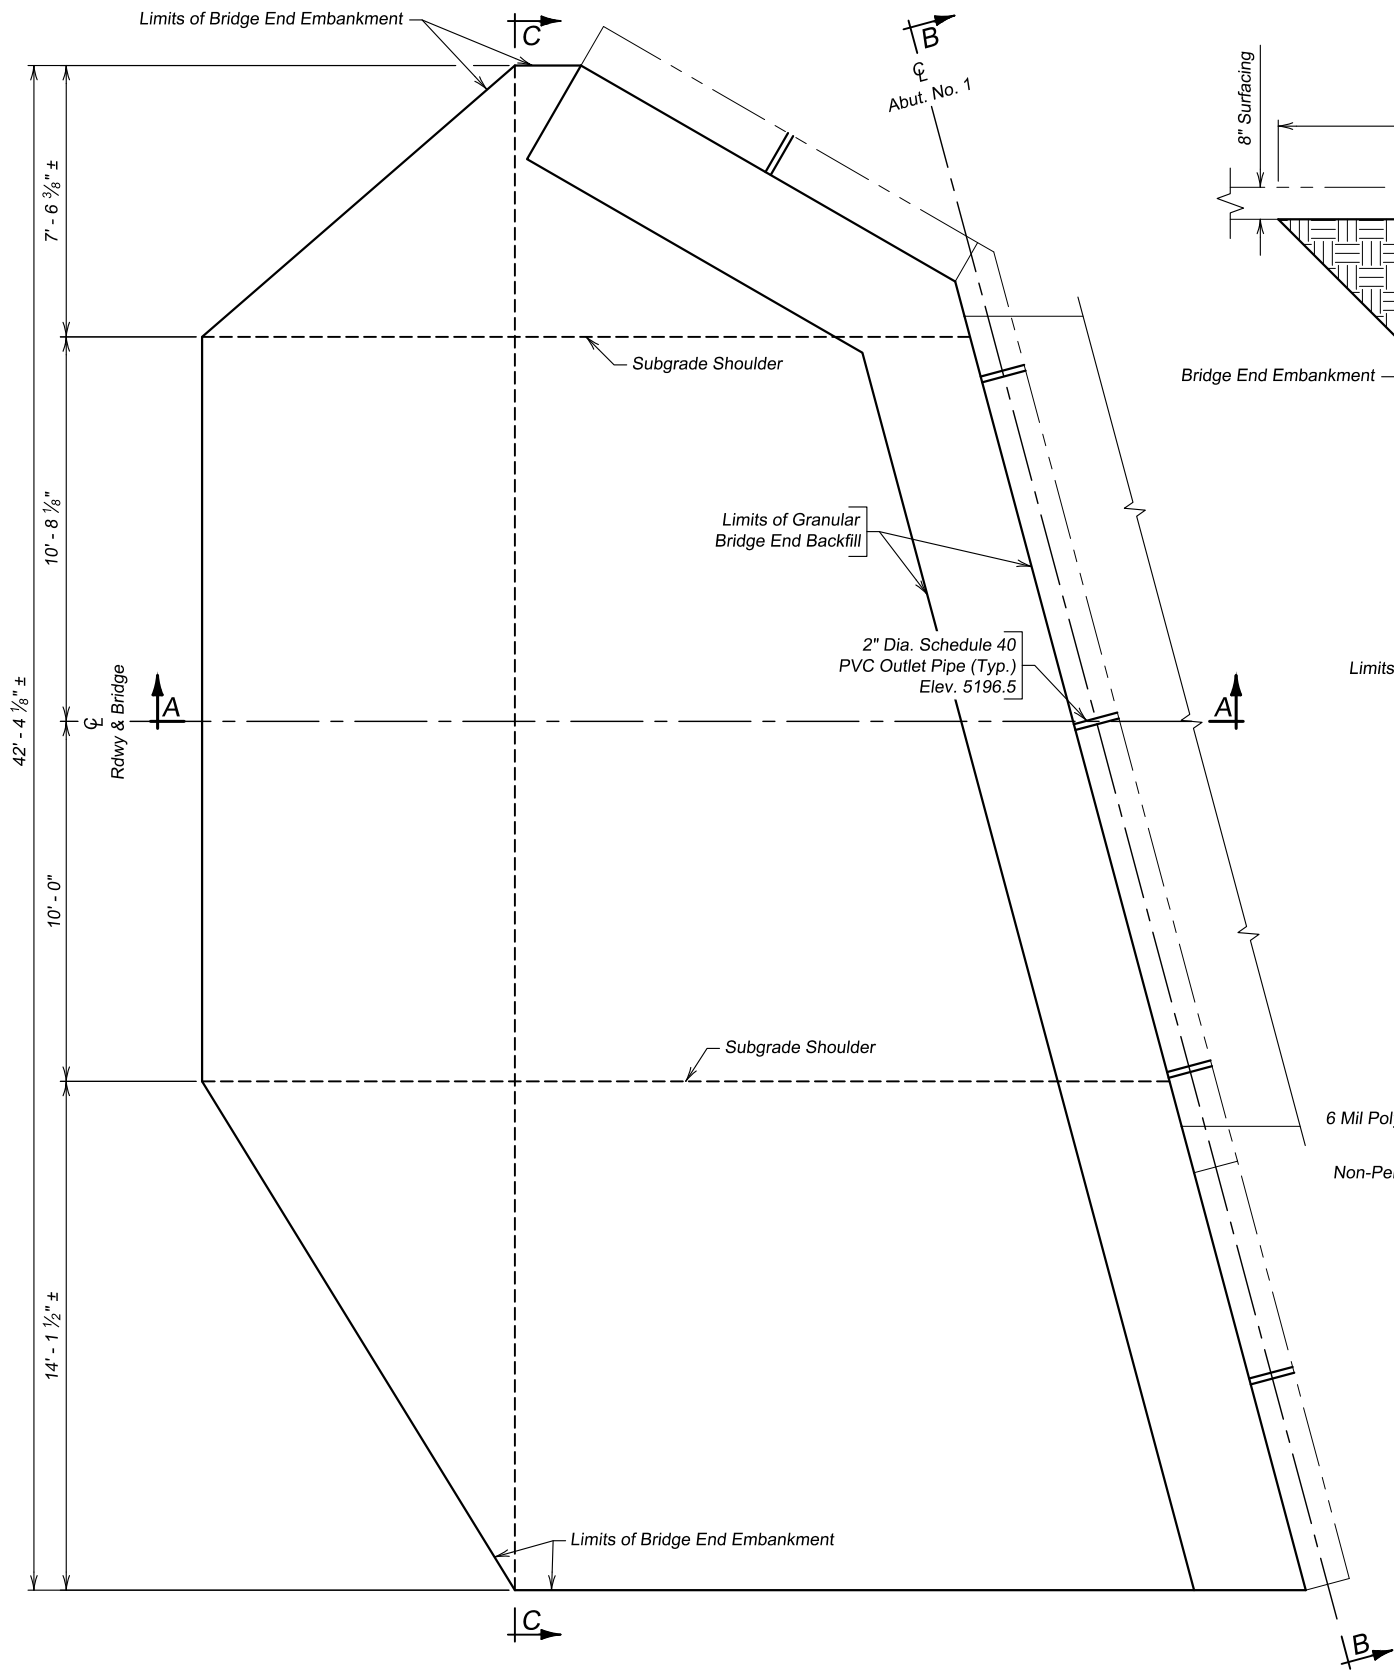 Limits of Bridge End Embankment
C
B
℄
Abut. No. 1
8" Surfacing
7' - 6 3/8" ±
Subgrade Shoulder
Bridge End Embankment
10' - 8 1/8"
Limits of Granular
Bridge End Backfill
2" Dia. Schedule 40
PVC Outlet Pipe (Typ.)
Elev. 5196.5
Limits
42' - 4 1/8" ±
℄
Rdwy & Bridge
A
A
10' - 0"
Subgrade Shoulder
6 Mil Pol
Non-Pe
14' - 1 1/2" ±
Limits of Bridge End Embankment
C
B